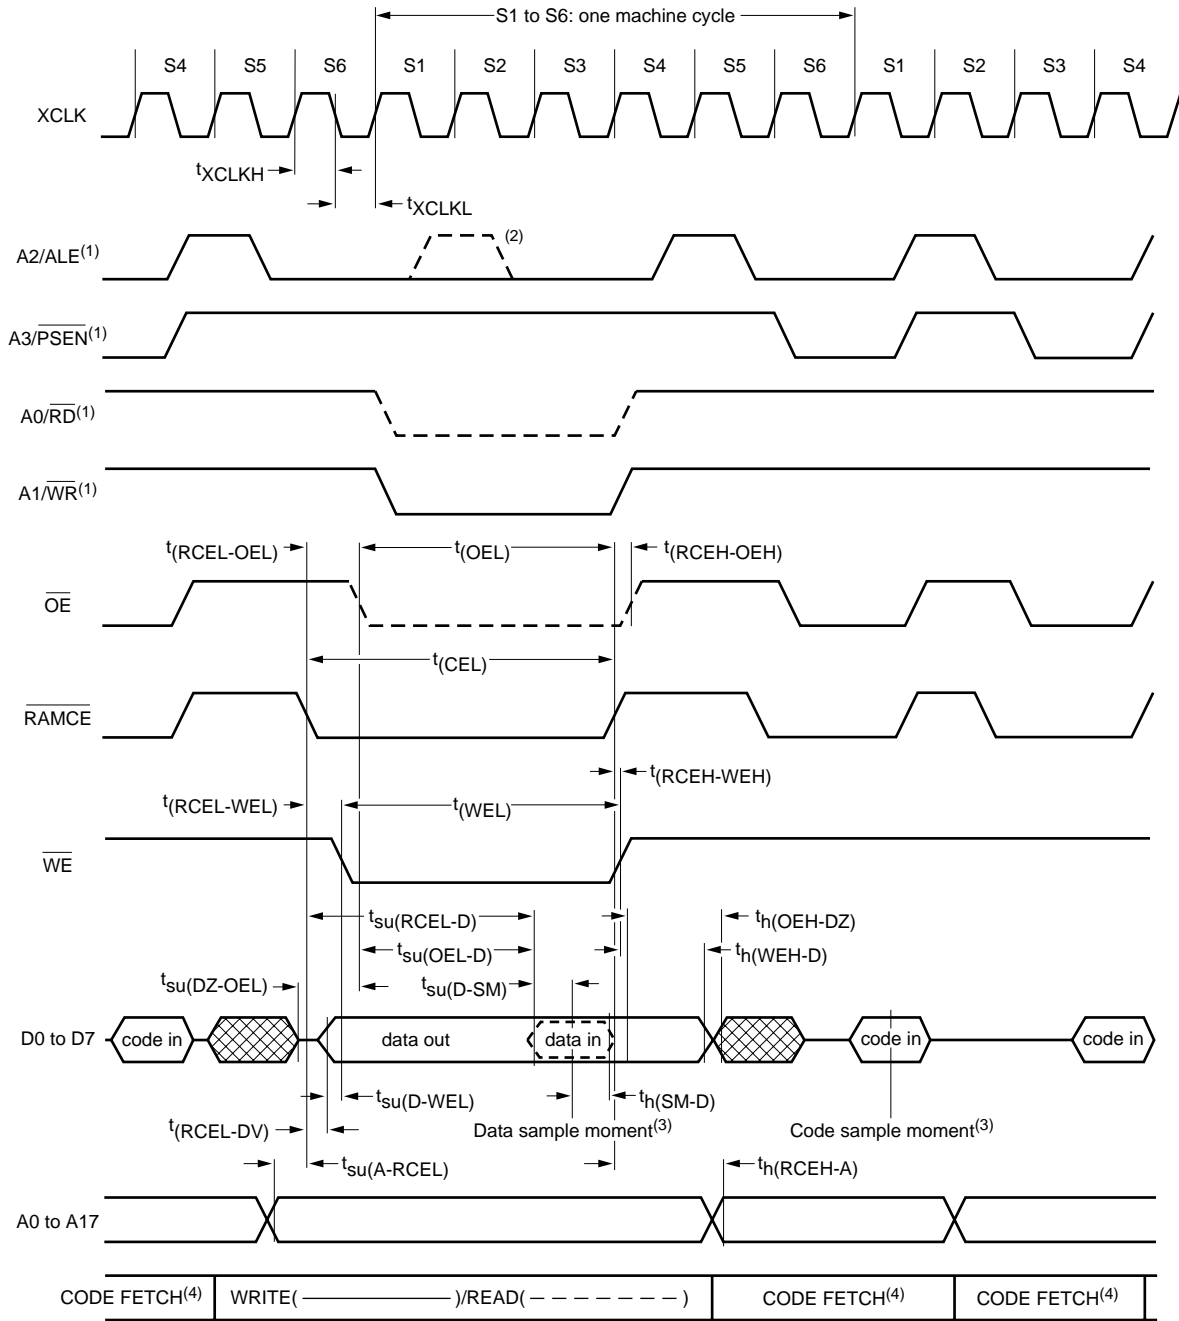 S1 to S6: one machine cycle
S4 S5 S6 S1 S2 S3 S4 S5 S6 S1 S2 S3 S4
XCLK
tXCLKH
tXCLKL
A2/ALE(1)
(2)
A3/PSEN(1)
A0/RD(1)
A1/WR(1)
t(RCEL-OEL) t(OEL) t(RCEH-OEH)
OE
t(CEL)
RAMCE
t(RCEH-WEH)
t(RCEL-WEL) t(WEL)
WE
tsu(RCEL-D) th(OEH-DZ)
tsu(OEL-D) th(WEH-D)
tsu(DZ-OEL) tsu(D-SM)
D0 to D7 code in data out data in code in code in
tsu(D-WEL) th(SM-D)
t(RCEL-DV) Data sample moment(3) Code sample moment(3)
tsu(A-RCEL) th(RCEH-A)
A0 to A17
CODE FETCH(4) WRITE( )/READ( ) CODE FETCH(4) CODE FETCH(4)